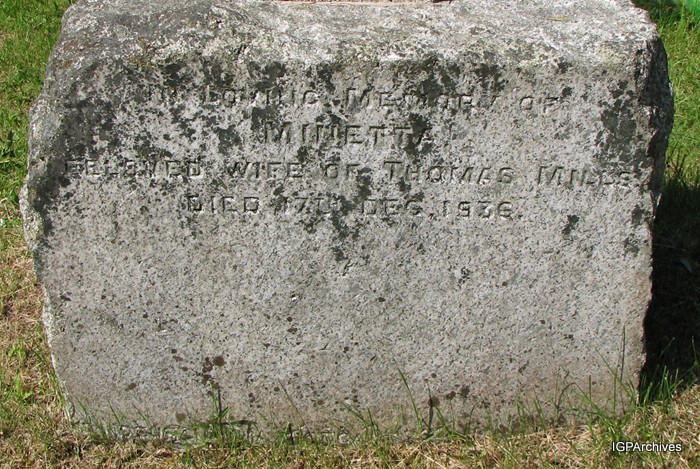 IN LOVING MEMORY OF
MINETTA
BELOVED WIFE OF THOMAS MILLS
DIED 17TH DEC. 1936.
IGPArchives